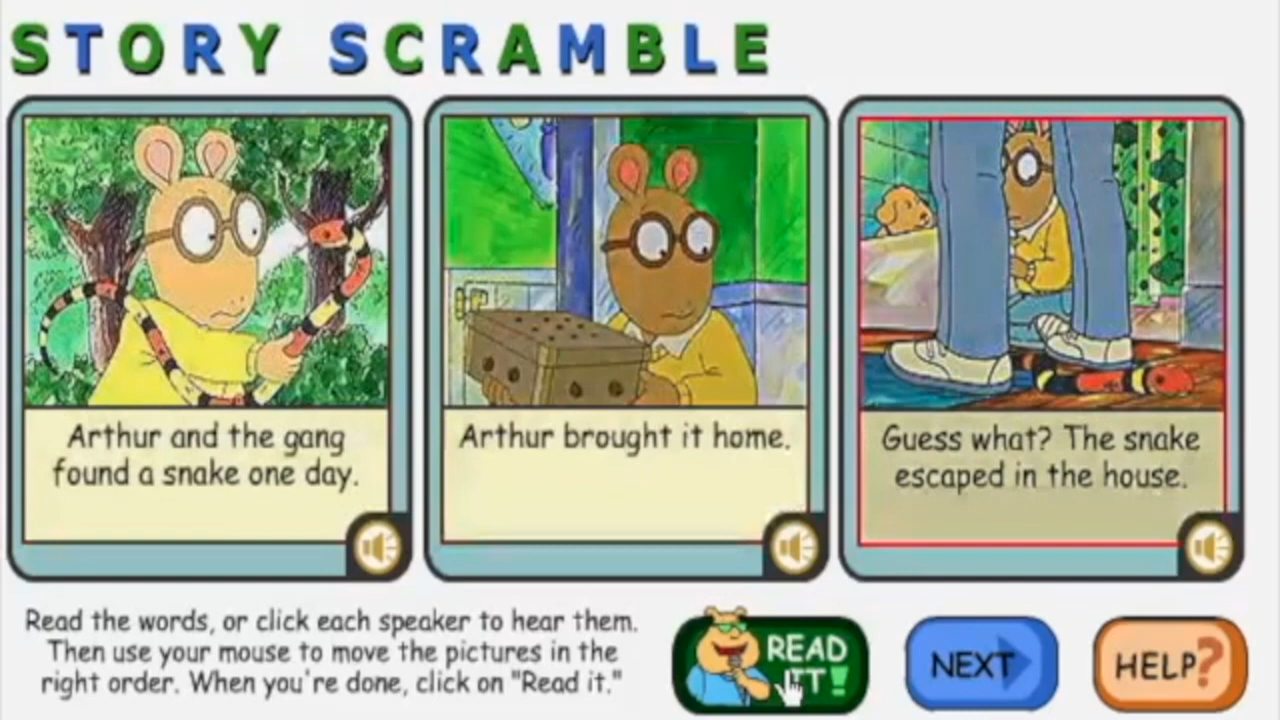 STORY SCRAMBLE
Arthur and the gang
found a snake one day.
Arthur brought it home.
Guess what? The snake
escaped in the house.
Read the words, or click each speaker to hear them.
Then use your mouse to move the pictures in the
right order. When you're done, click on "Read it."
READ
IT!
NEXT
HELP?